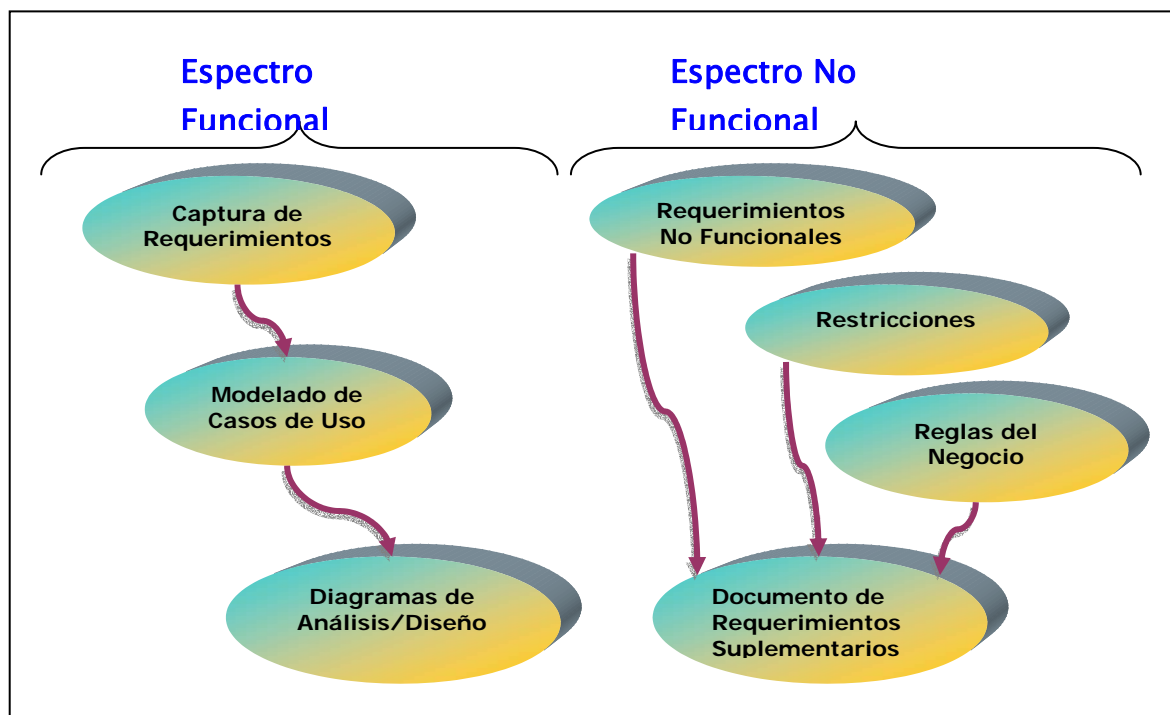 Espectro
Funcional
Espectro No
Funcional
Captura de
Requerimientos
Modelado de
Casos de Uso
Diagramas de
Análisis/Diseño
Requerimientos
No Funcionales
Restricciones
Reglas del
Negocio
Documento de
Requerimientos
Suplementarios